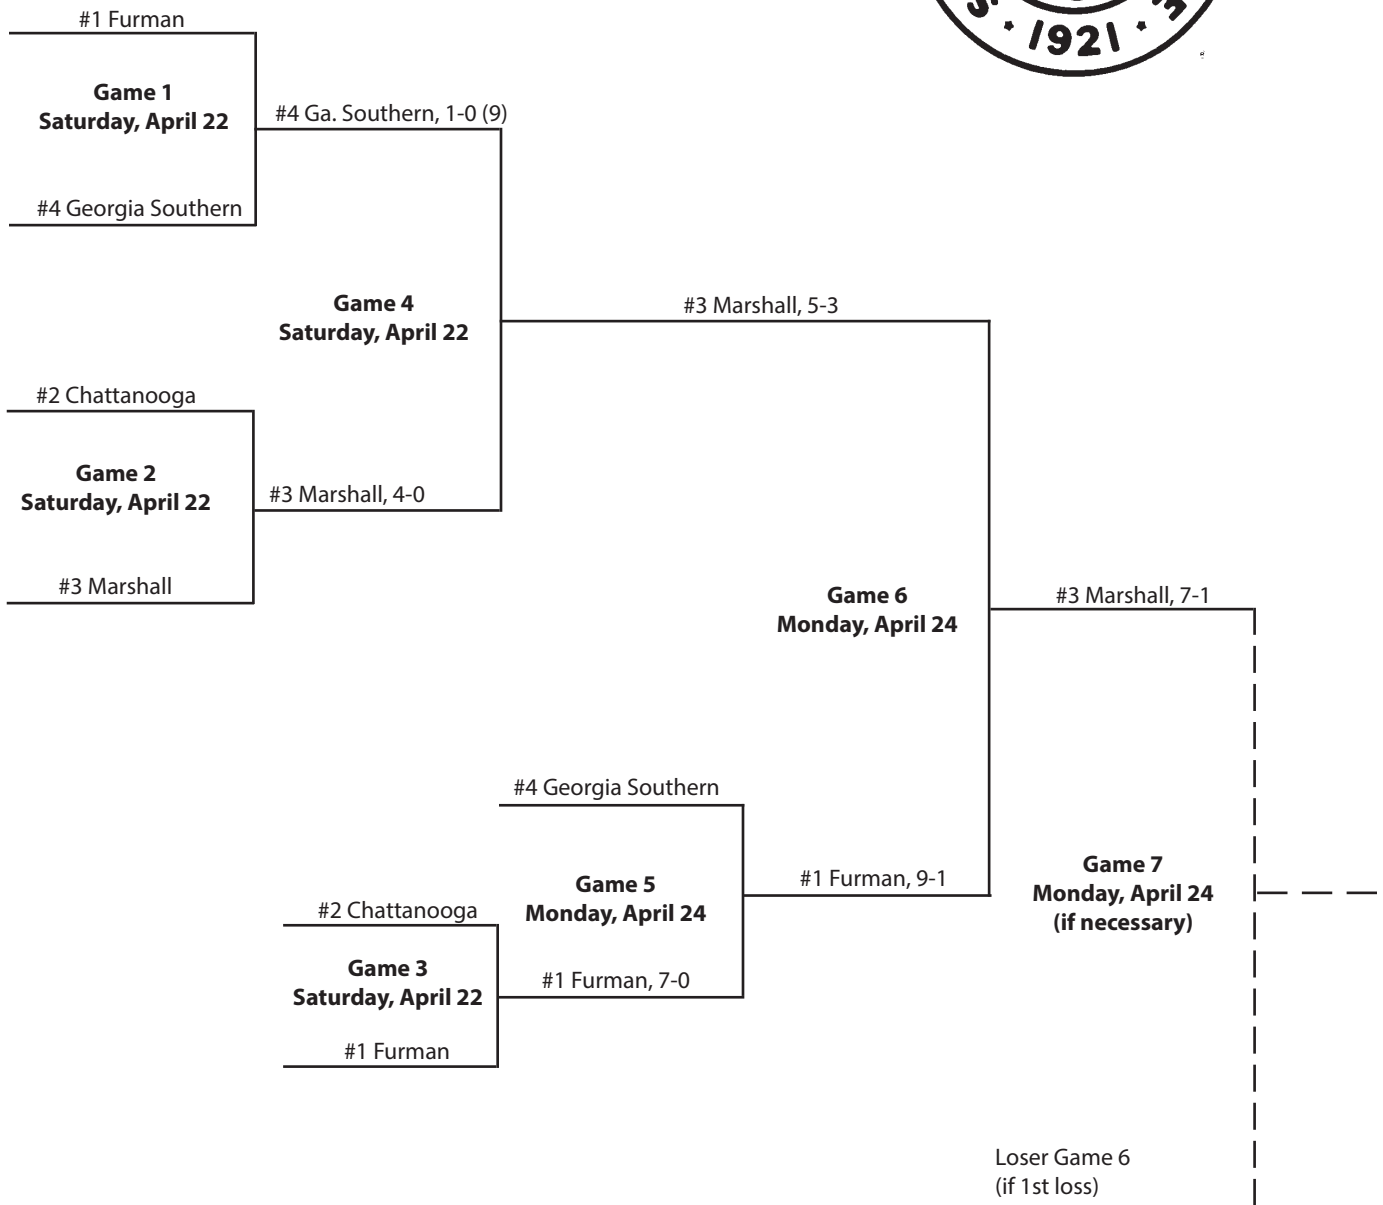 #1 Furman
· 1921 ·
Game 1
Saturday, April 22
#4 Ga. Southern, 1-0 (9)
#4 Georgia Southern
Game 4
Saturday, April 22
#3 Marshall, 5-3
#2 Chattanooga
Game 2
Saturday, April 22
#3 Marshall, 4-0
#3 Marshall
Game 6
Monday, April 24
#3 Marshall, 7-1
#4 Georgia Southern
Game 5
Monday, April 24
#1 Furman, 9-1
Game 7
Monday, April 24
(if necessary)
#2 Chattanooga
Game 3
Saturday, April 22
#1 Furman, 7-0
#1 Furman
Loser Game 6
(if 1st loss)